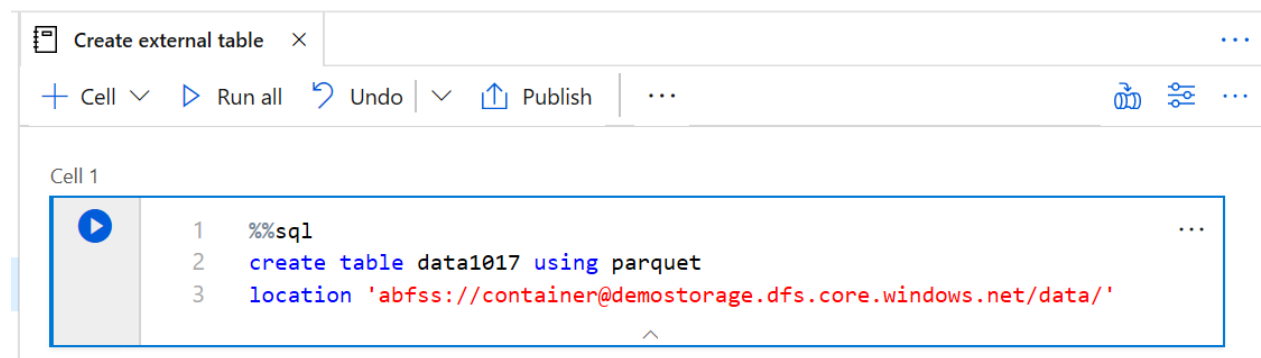 Create external table ×
+ Cell Run all Undo Publish ...
...
...
Cell 1
1 %%sql
2 create table data1017 using parquet
3 location 'abfss://container@demostorage.dfs.core.windows.net/data/'
...